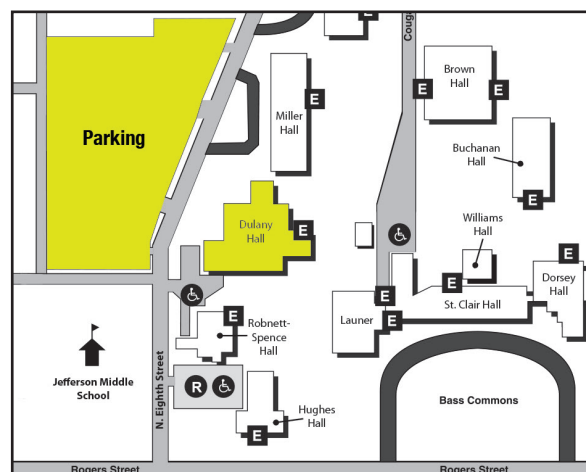 Couga
E
Brown
Hall
E
E
E
Miller
Hall
Parking
Buchanan
Hall
E
Dulany
Hall
E
Williams
Hall
E
E
Dorsey
Hall
E
St. Clair Hall
Launer
E
E
Robnett-
Spence
Hall
Jefferson Middle
School
N. Eighth Street
R
Hughes
Hall
E
Bass Commons
Rogers Street
Rogers Street